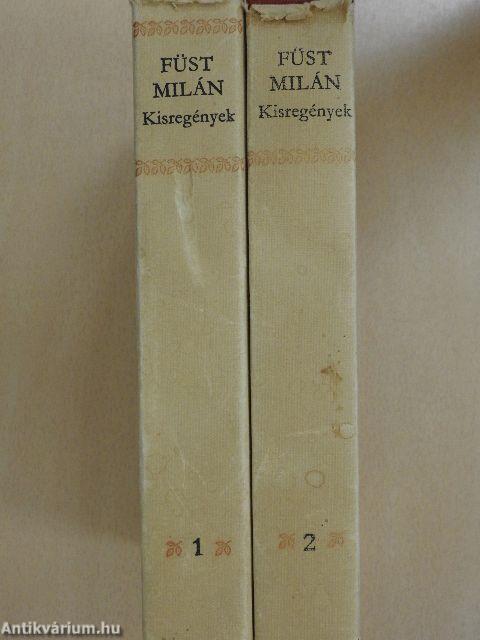 FÜST
MILÁN
Kisregények
1
FÜST
MILÁN
Kisregények
2
Antikvárium.hu